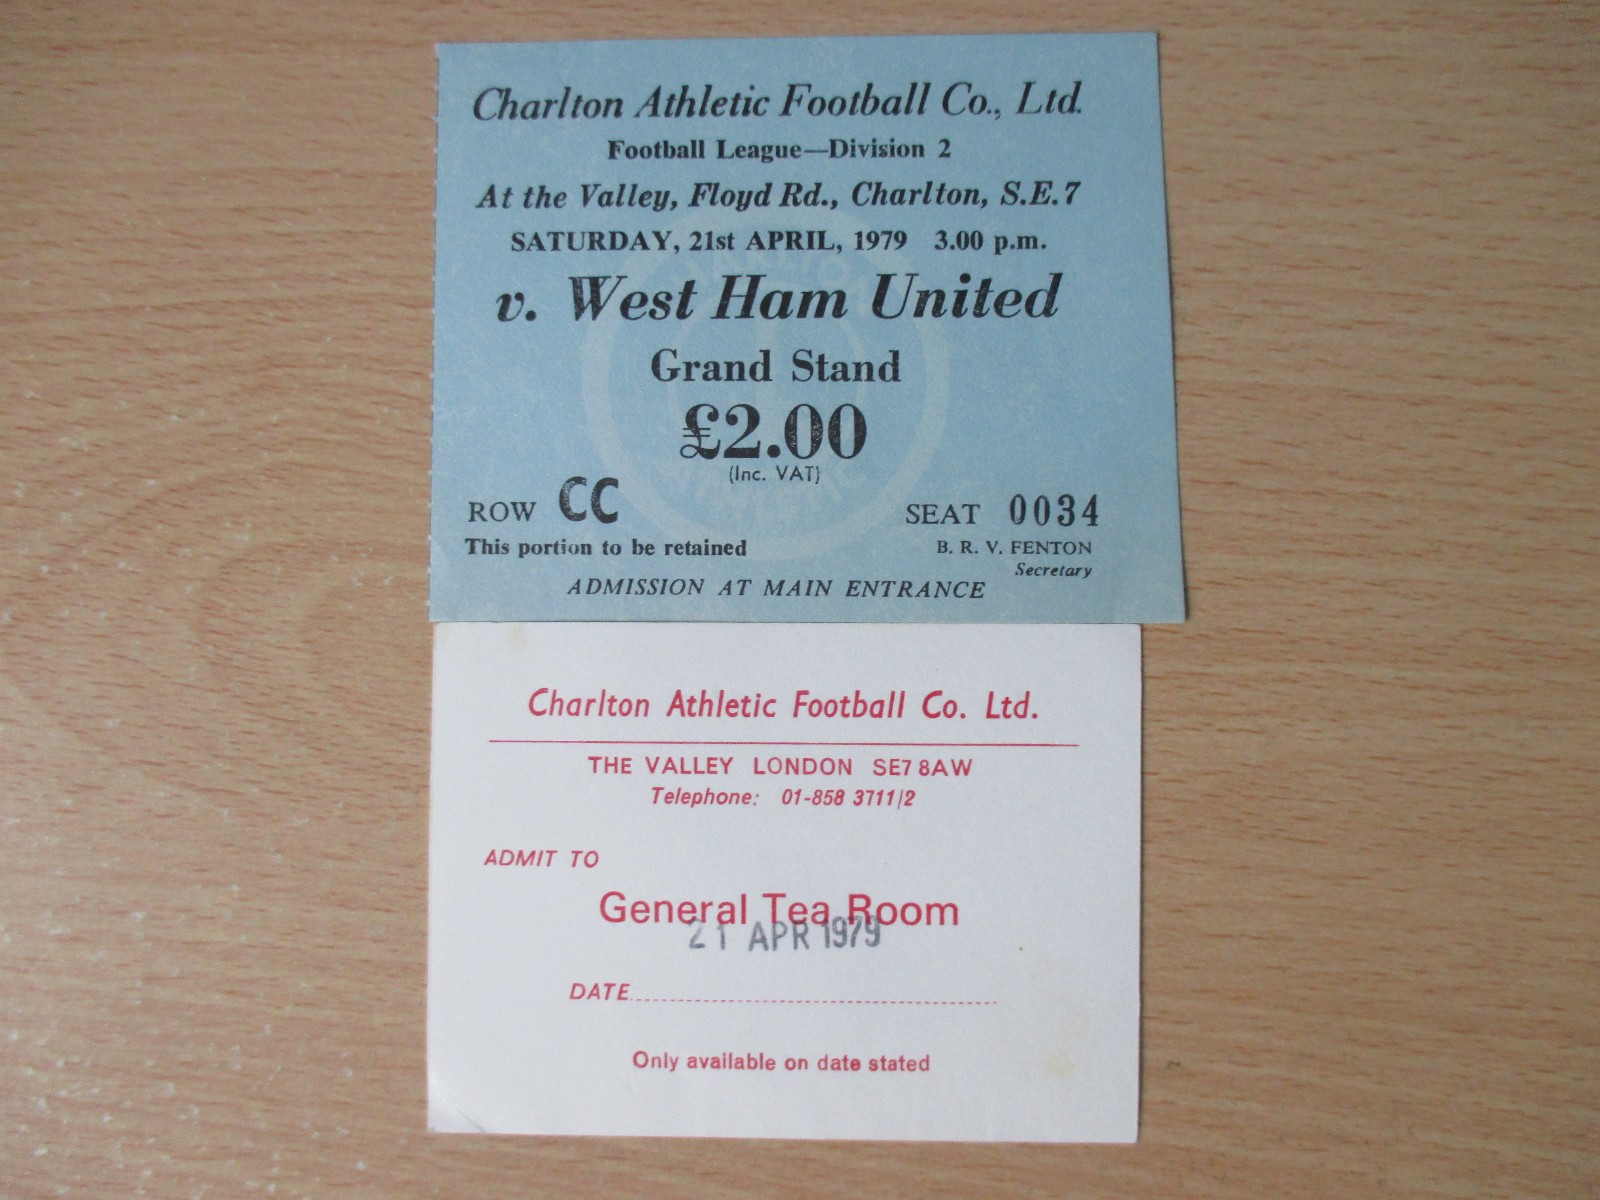 Charlton Athletic Football Co., Ltd.
Football League—Division 2
At the Valley, Floyd Rd., Charlton, S.E.7
SATURDAY, 21st APRIL, 1979 3.00 p.m.
v. West Ham United
Grand Stand
£2.00
(Inc. VAT)
ROW CC SEAT 0034
This portion to be retained B. R. V. FENTON
Secretary
ADMISSION AT MAIN ENTRANCE
Charlton Athletic Football Co. Ltd.
THE VALLEY LONDON SE7 8AW
Telephone: 01-858 3711/2
ADMIT TO
General Tea Room
21 APR 1979
DATE
Only available on date stated